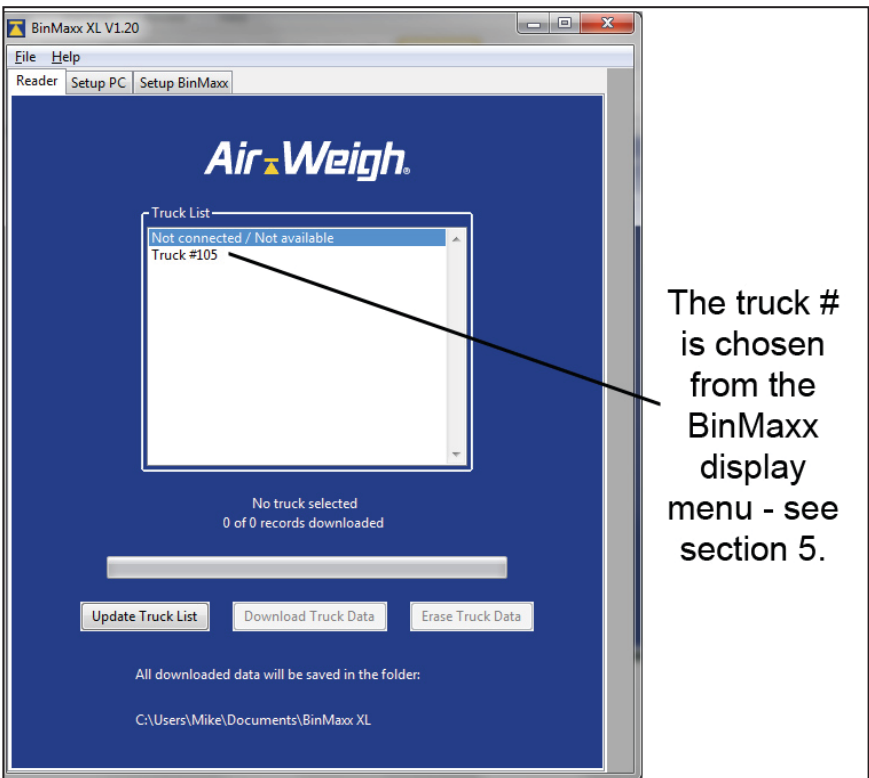 BinMaxx XL V1.20
File Help
Reader Setup PC Setup BinMaxx
Air-Weigh®
Truck List
Not connected / Not available
Truck #105
No truck selected
0 of 0 records downloaded
Update Truck List Download Truck Data Erase Truck Data
All downloaded data will be saved in the folder:
C:\Users\Mike\Documents\BinMaxx XL
The truck #
is chosen
from the
BinMaxx
display
menu - see
section 5.